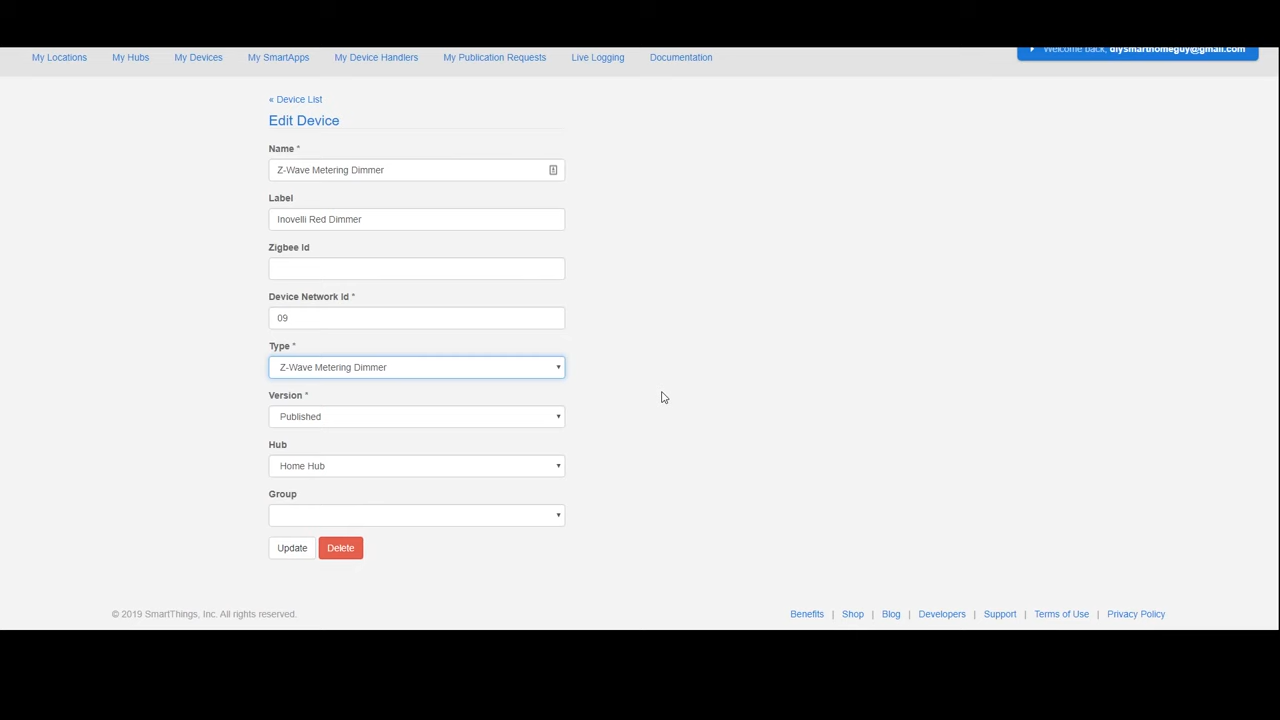 My Locations My Hubs My Devices My SmartApps My Device Handlers My Publication Requests Live Logging Documentation
Welcome back, diysmarthomeguy@gmail.com
« Device List
Edit Device
Name *
Z-Wave Metering Dimmer
Label
Inovelli Red Dimmer
Zigbee Id
Device Network Id *
09
Type *
Z-Wave Metering Dimmer
Version *
Published
Hub
Home Hub
Group
Update Delete
© 2019 SmartThings, Inc. All rights reserved. Benefits | Shop | Blog | Developers | Support | Terms of Use | Privacy Policy